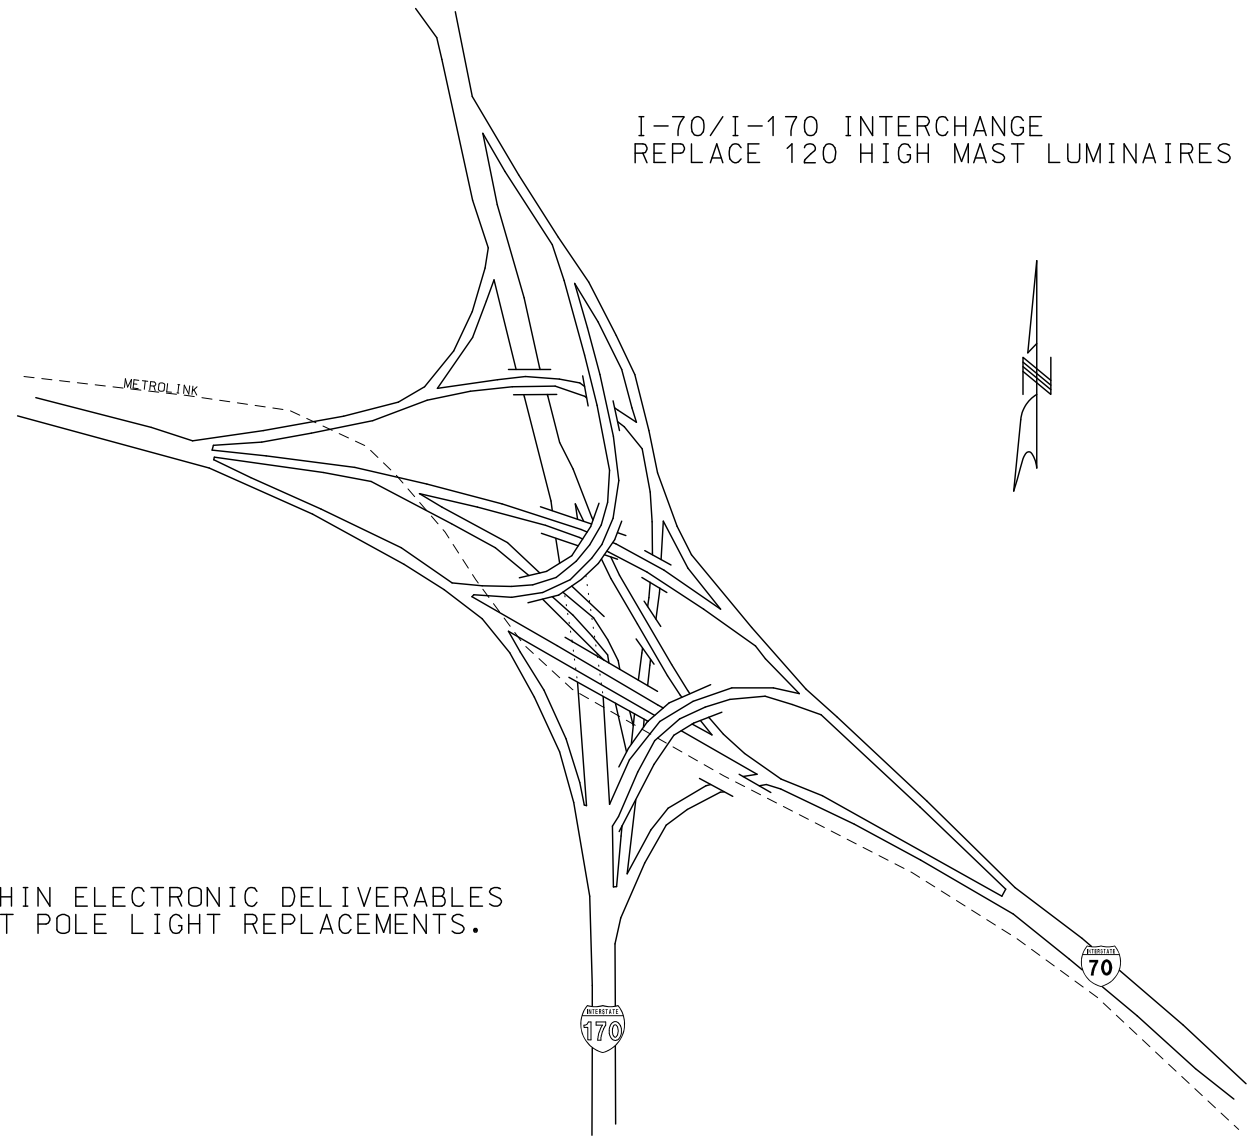 I-70/I-170 INTERCHANGE
REPLACE 120 HIGH MAST LUMINAIRES
METROLINK
N
HIN ELECTRONIC DELIVERABLES
T POLE LIGHT REPLACEMENTS.
INTERSTATE
70
INTERSTATE
170